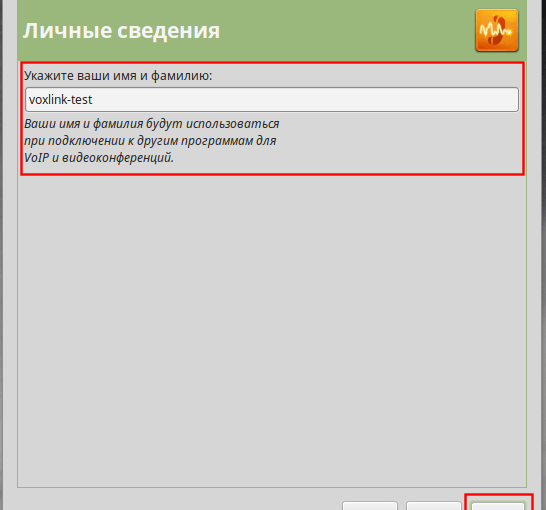 Личные сведения
Укажите ваши имя и фамилию:
voxlink-test
Ваши имя и фамилия будут использоваться
при подключении к другим программам для
VoIP и видеоконференций.